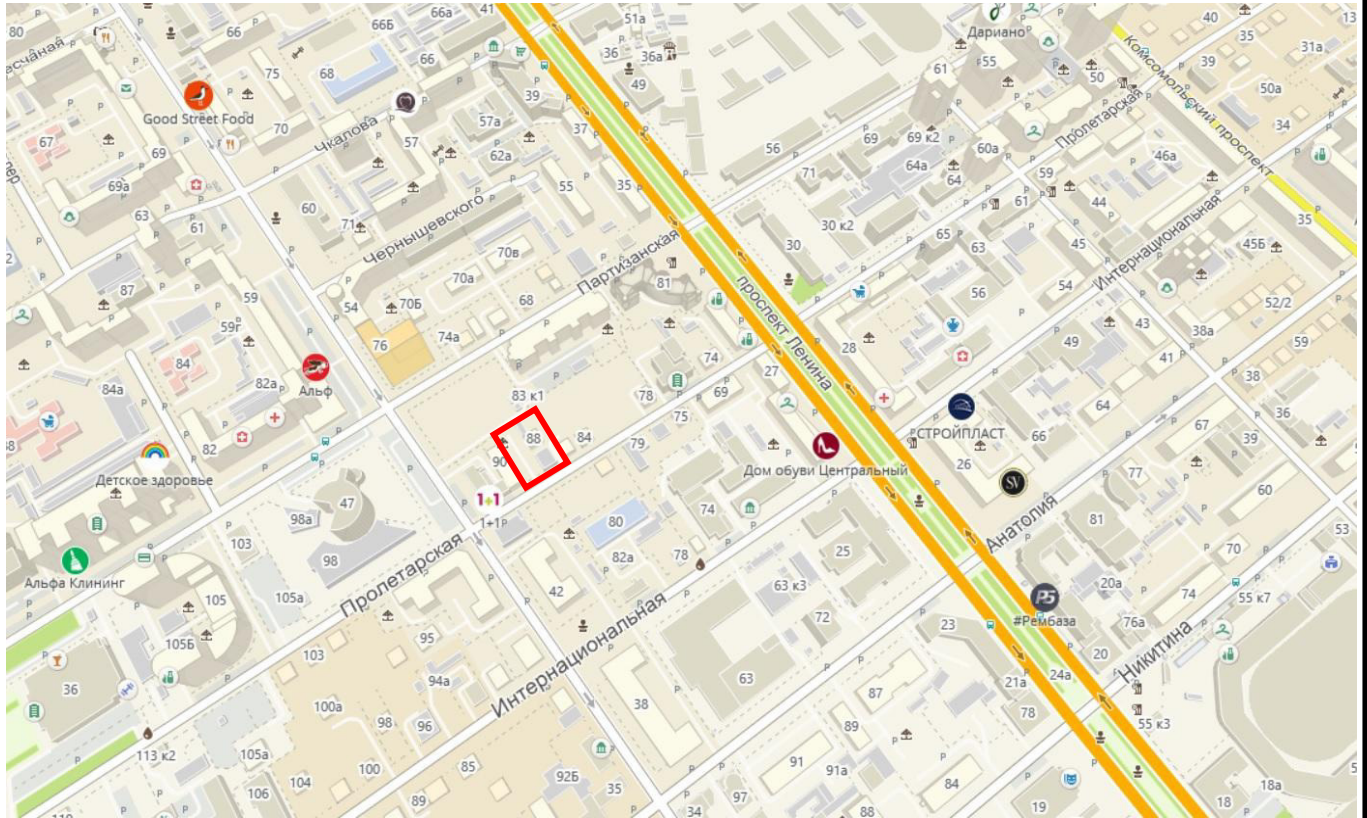 80
66
66Б
66а
41
51а
Дариано
40
13
35
31а
36
36а
есчаная
75
68
66
39
49
61
55
50
39
50а
Комсомольский проспект
Good Street Food
70
Чкалова
57
57а
37
56
69
69 к2
Пролетарская
34
67
69
62а
71
64а
60а
46а
69а
60
55
35
64
59
61
44
63
61
71
Чернышевского
30 к2
35
70в
30
65
63
45
45Б
2
87
70а
Партизанская
Интернациональная
59
54
70Б
68
81
проспект Ленина
56
54
52/2
59г
76
74а
43
38а
59
84
28
49
41
84а
82а
Альф
74
27
38
83 к1
78
69
64
36
88
82
90
88
84
75
79
СТРОЙПЛАСТ
66
67
39
Детское здоровье
Дом обуви Центральный
26
SV
77
47
1+1
1+1
74
60
98а
80
Анатолия
81
53
103
98
82а
78
25
70
Альфа Клининг
Пролетарская
42
63 к3
20а
105
105а
72
P5
74
55 к7
#Рембаза
76а
105Б
95
23
103
Интернациональная
20
Никитина
36
94а
63
87
21а
24а
100а
98
96
38
89
78
55 к3
113 к2
105а
100
85
91
91а
104
92Б
84
18а
106
89
35
97
88
19
18
110
34